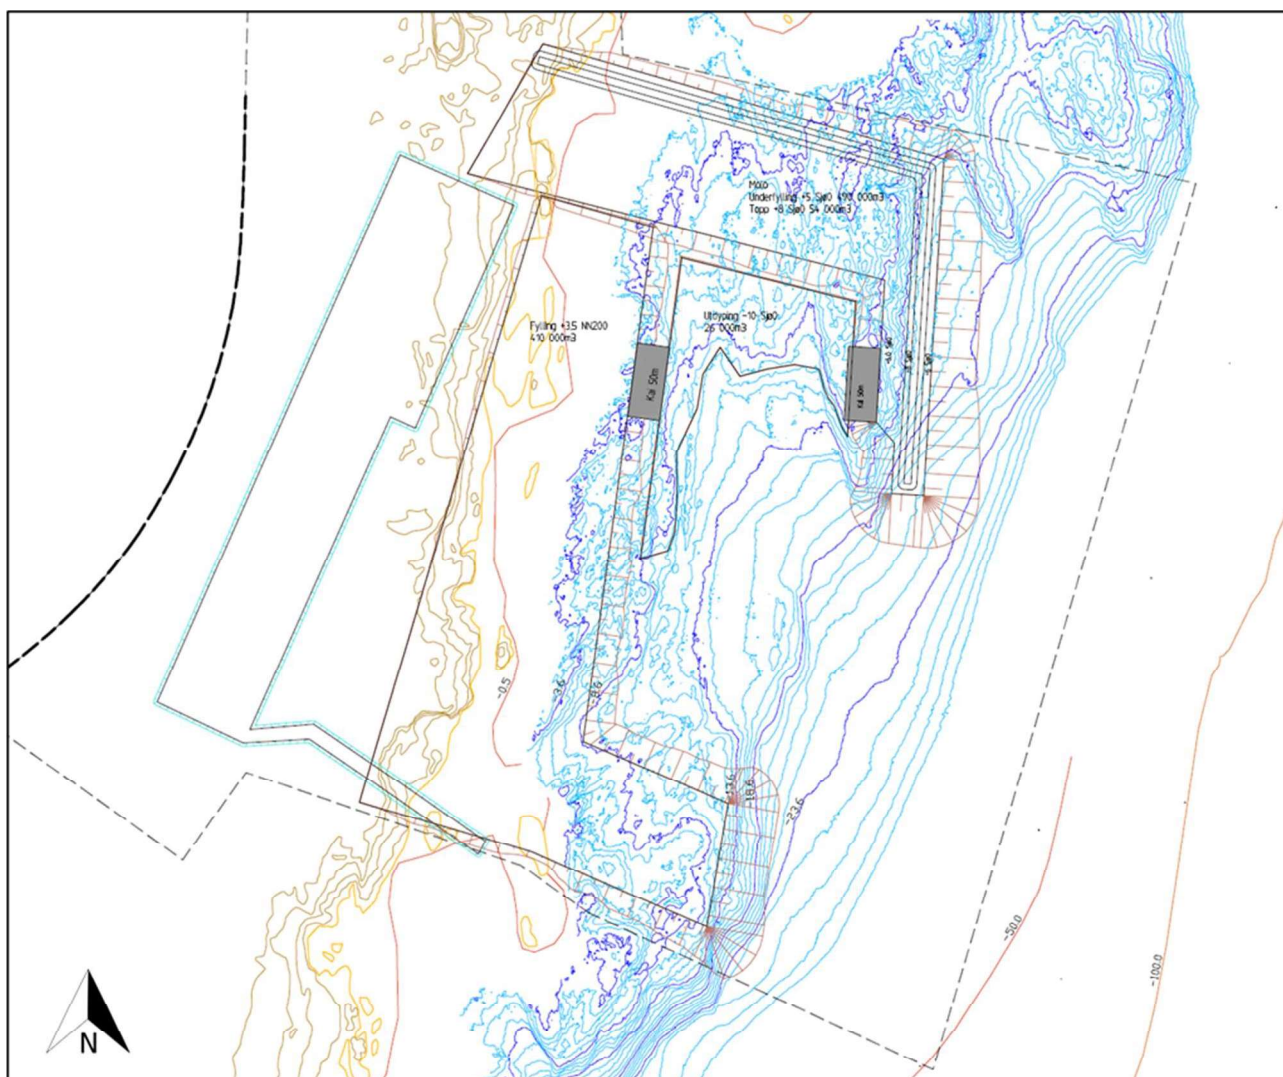 Molo
Underfylling +5 Sjø0 490 000m3
Topp +8 Sjø0 54 000m3
Utdyping -10 Sjø0
26 000m3
Fylling +3.5 NN200
410 000m3
Kai 50m
Kai 50m
-0.5
-3.6
-8.6
-13.6
-18.6
-23.6
-50.0
-100.0
N